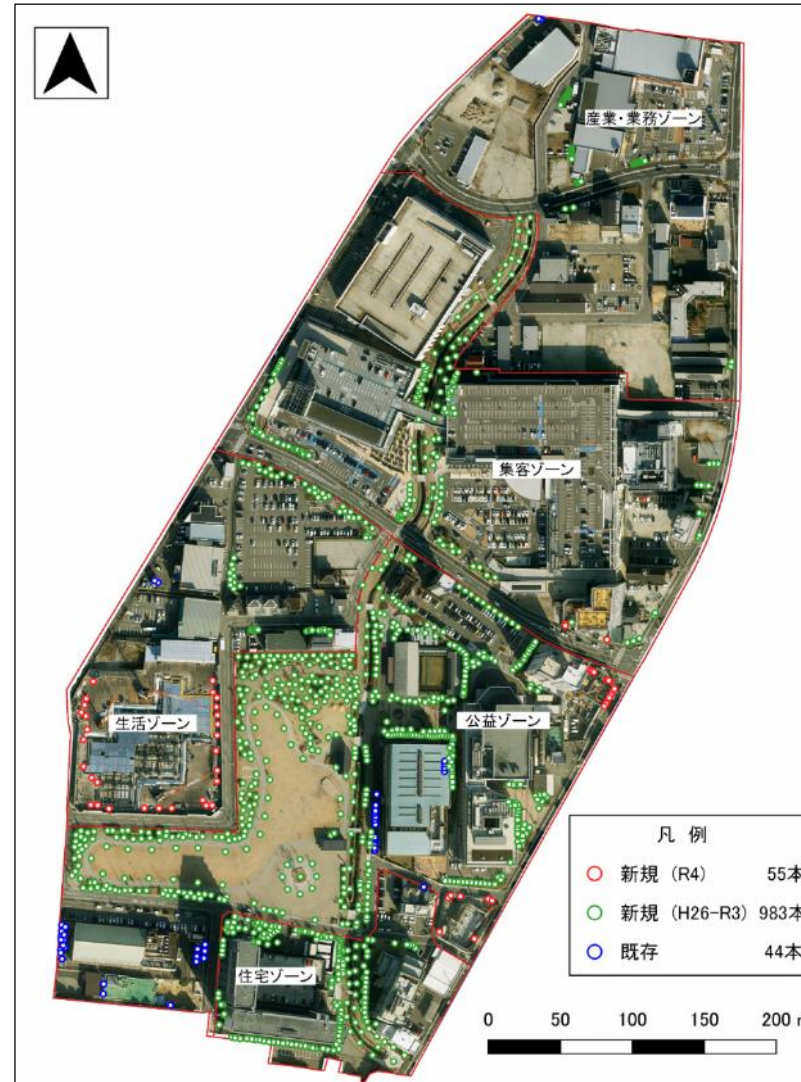 産業・業務ゾーン
集客ゾーン
生活ゾーン
公益ゾーン
住宅ゾーン
凡 例
新規 (R4) 55本
新規 (H26-R3) 983本
既存 44本
0 50 100 150 200 m